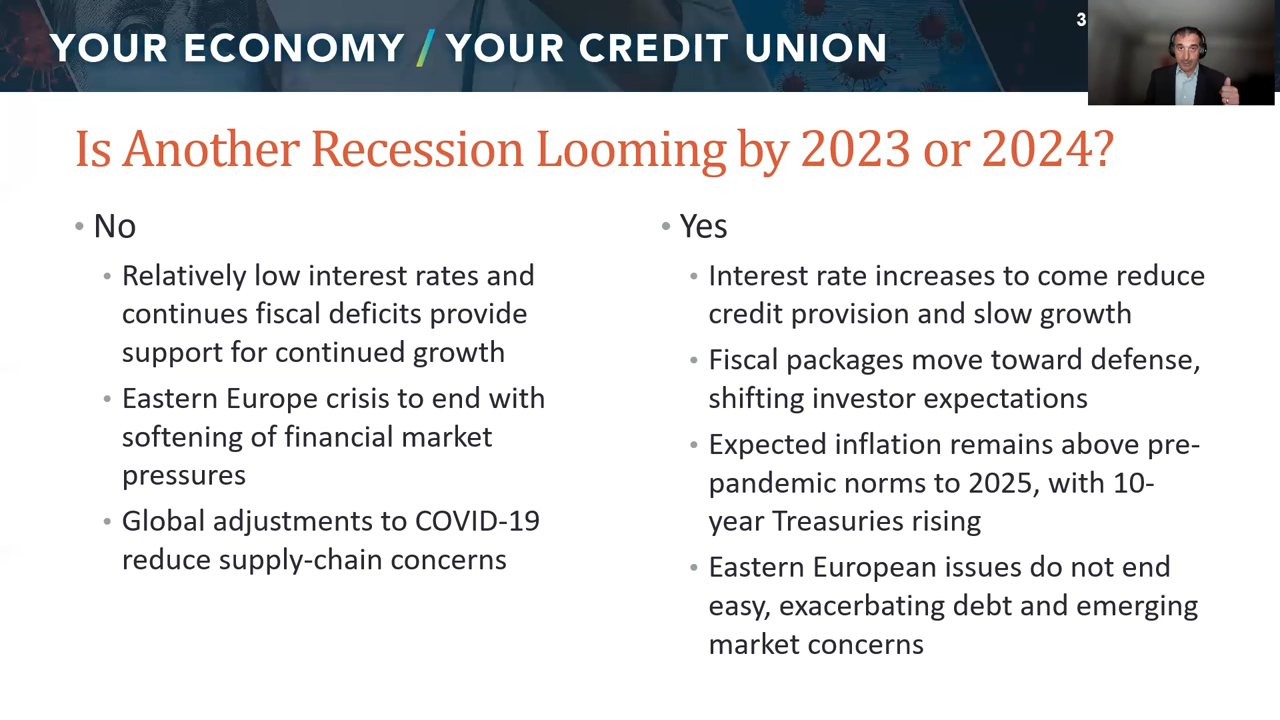 YOUR ECONOMY / YOUR CREDIT UNION
3
Is Another Recession Looming by 2023 or 2024?
• No
• Relatively low interest rates and
continues fiscal deficits provide
support for continued growth
• Eastern Europe crisis to end with
softening of financial market
pressures
• Global adjustments to COVID-19
reduce supply-chain concerns
• Yes
• Interest rate increases to come reduce
credit provision and slow growth
• Fiscal packages move toward defense,
shifting investor expectations
• Expected inflation remains above pre-
pandemic norms to 2025, with 10-
year Treasuries rising
• Eastern European issues do not end
easy, exacerbating debt and emerging
market concerns